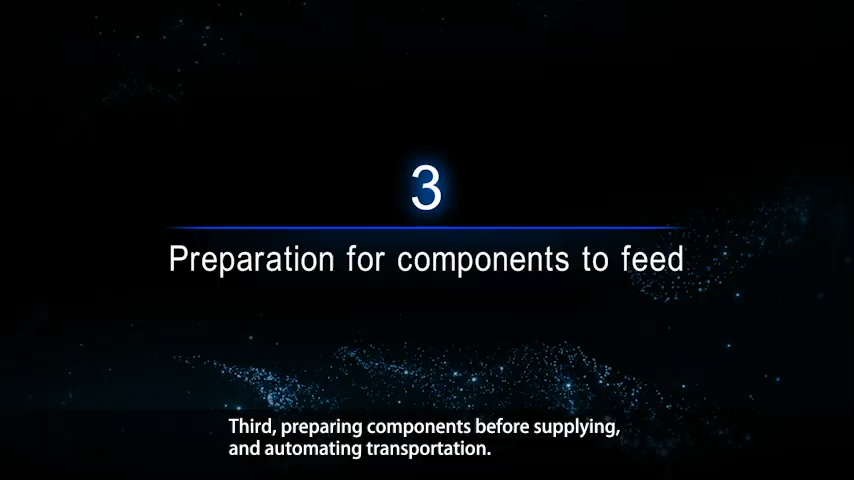 3
Preparation for components to feed
Third, preparing components before supplying,
and automating transportation.